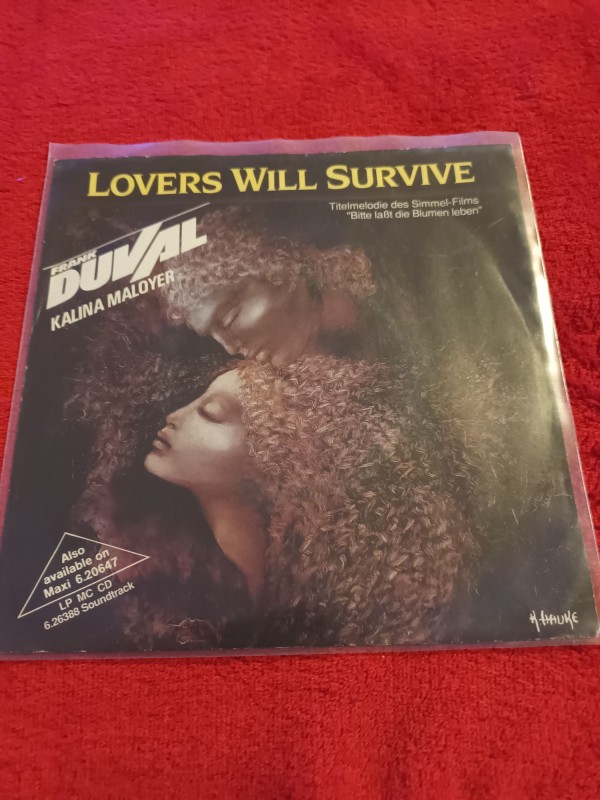 LOVERS WILL SURVIVE
Titelmelodie des Simmel-Films
"Bitte laßt die Blumen leben"
FRANK
DUVAL
KALINA MALOYER
Also
available on
Maxi 6.20647
LP MC CD
6.26388 Soundtrack
H.HAUKE